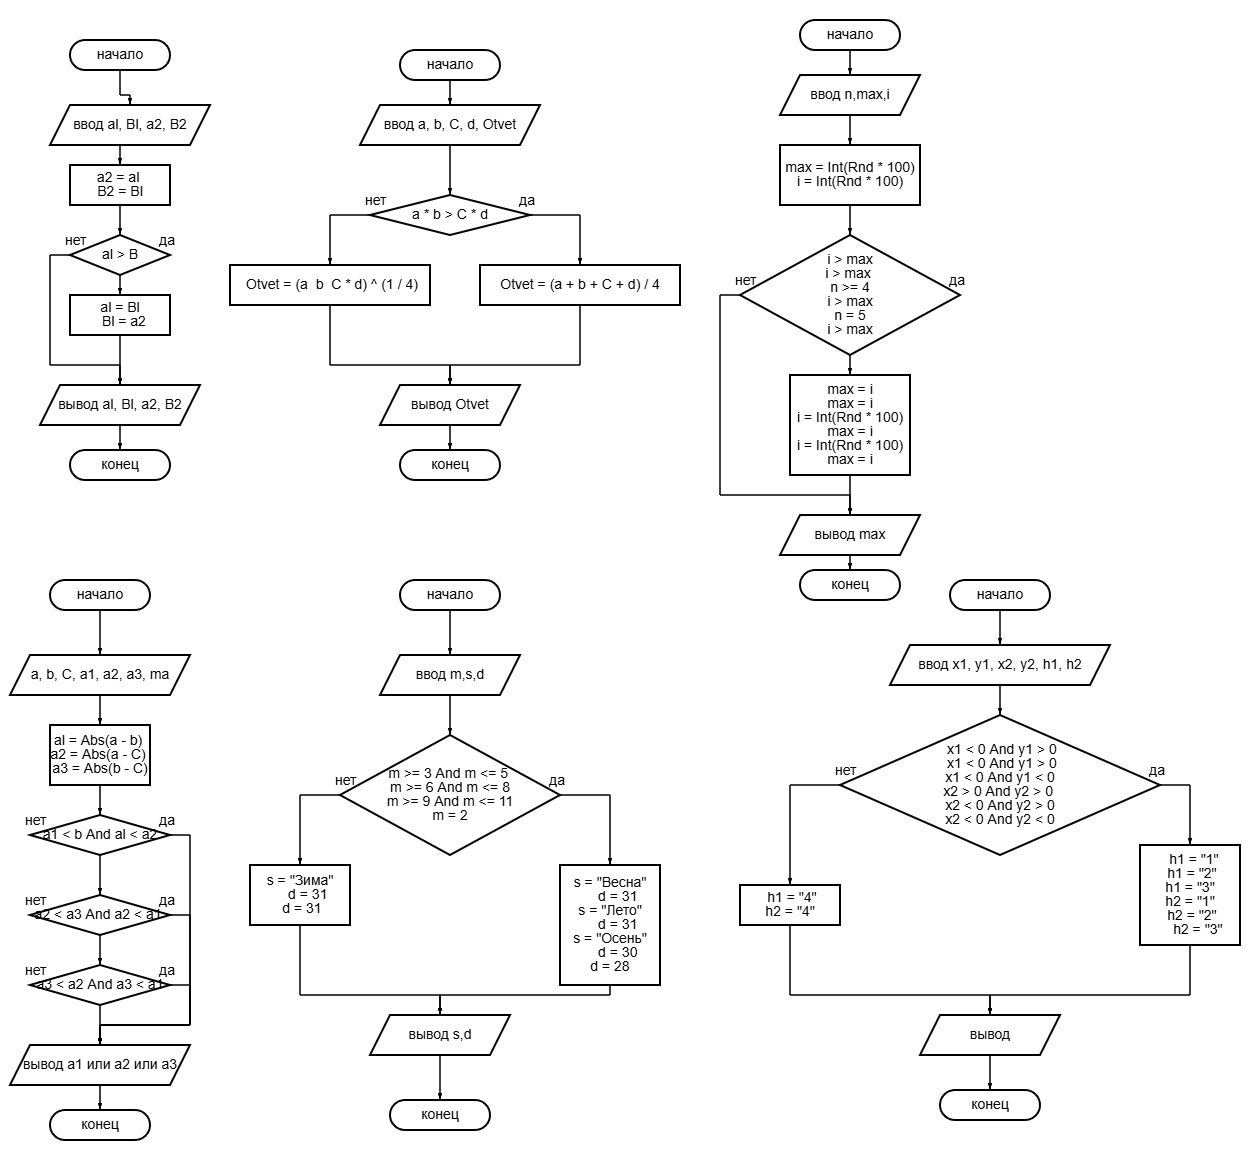 начало
ввод al, Bl, a2, B2
a2 = al
B2 = Bl
нет
да
al > B
al = Bl
Bl = a2
вывод al, Bl, a2, B2
конец
начало
ввод a, b, C, d, Otvet
нет
да
a * b > C * d
Otvet = (a b C * d) ^ (1 / 4)
Otvet = (a + b + C + d) / 4
вывод Otvet
конец
начало
ввод n,max,i
max = Int(Rnd * 100)
i = Int(Rnd * 100)
нет
да
i > max
i > max
n >= 4
i > max
n = 5
i > max
max = i
max = i
i = Int(Rnd * 100)
max = i
i = Int(Rnd * 100)
max = i
вывод max
конец
начало
a, b, C, a1, a2, a3, ma
al = Abs(a - b)
a2 = Abs(a - C)
a3 = Abs(b - C)
нет
да
a1 < b And al < a2
нет
да
a2 < a3 And a2 < a1
нет
да
a3 < a2 And a3 < a1
вывод a1 или a2 или a3
конец
начало
ввод m,s,d
нет
да
m >= 3 And m <= 5
m >= 6 And m <= 8
m >= 9 And m <= 11
m = 2
s = "Зима"
d = 31
d = 31
s = "Весна"
d = 31
s = "Лето"
d = 31
s = "Осень"
d = 30
d = 28
вывод s,d
конец
начало
ввод x1, y1, x2, y2, h1, h2
нет
да
x1 < 0 And y1 > 0
x1 < 0 And y1 > 0
x1 < 0 And y1 < 0
x2 > 0 And y2 > 0
x2 < 0 And y2 > 0
x2 < 0 And y2 < 0
h1 = "4"
h2 = "4"
h1 = "1"
h1 = "2"
h1 = "3"
h2 = "1"
h2 = "2"
h2 = "3"
вывод
конец